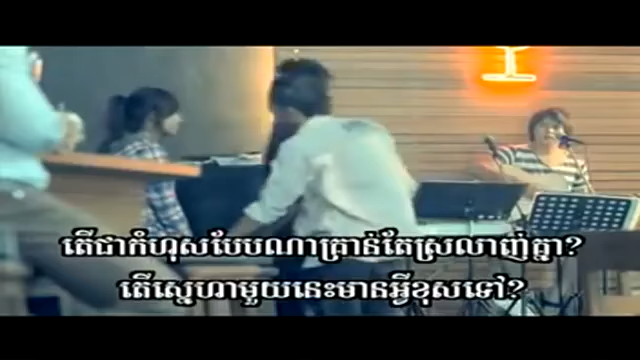 តើជាកំហុសបែបណាគ្រាន់តែស្រលាញ់គ្នា?
តើស្នេហាមួយនេះមានអ្វីខុសទៅ?